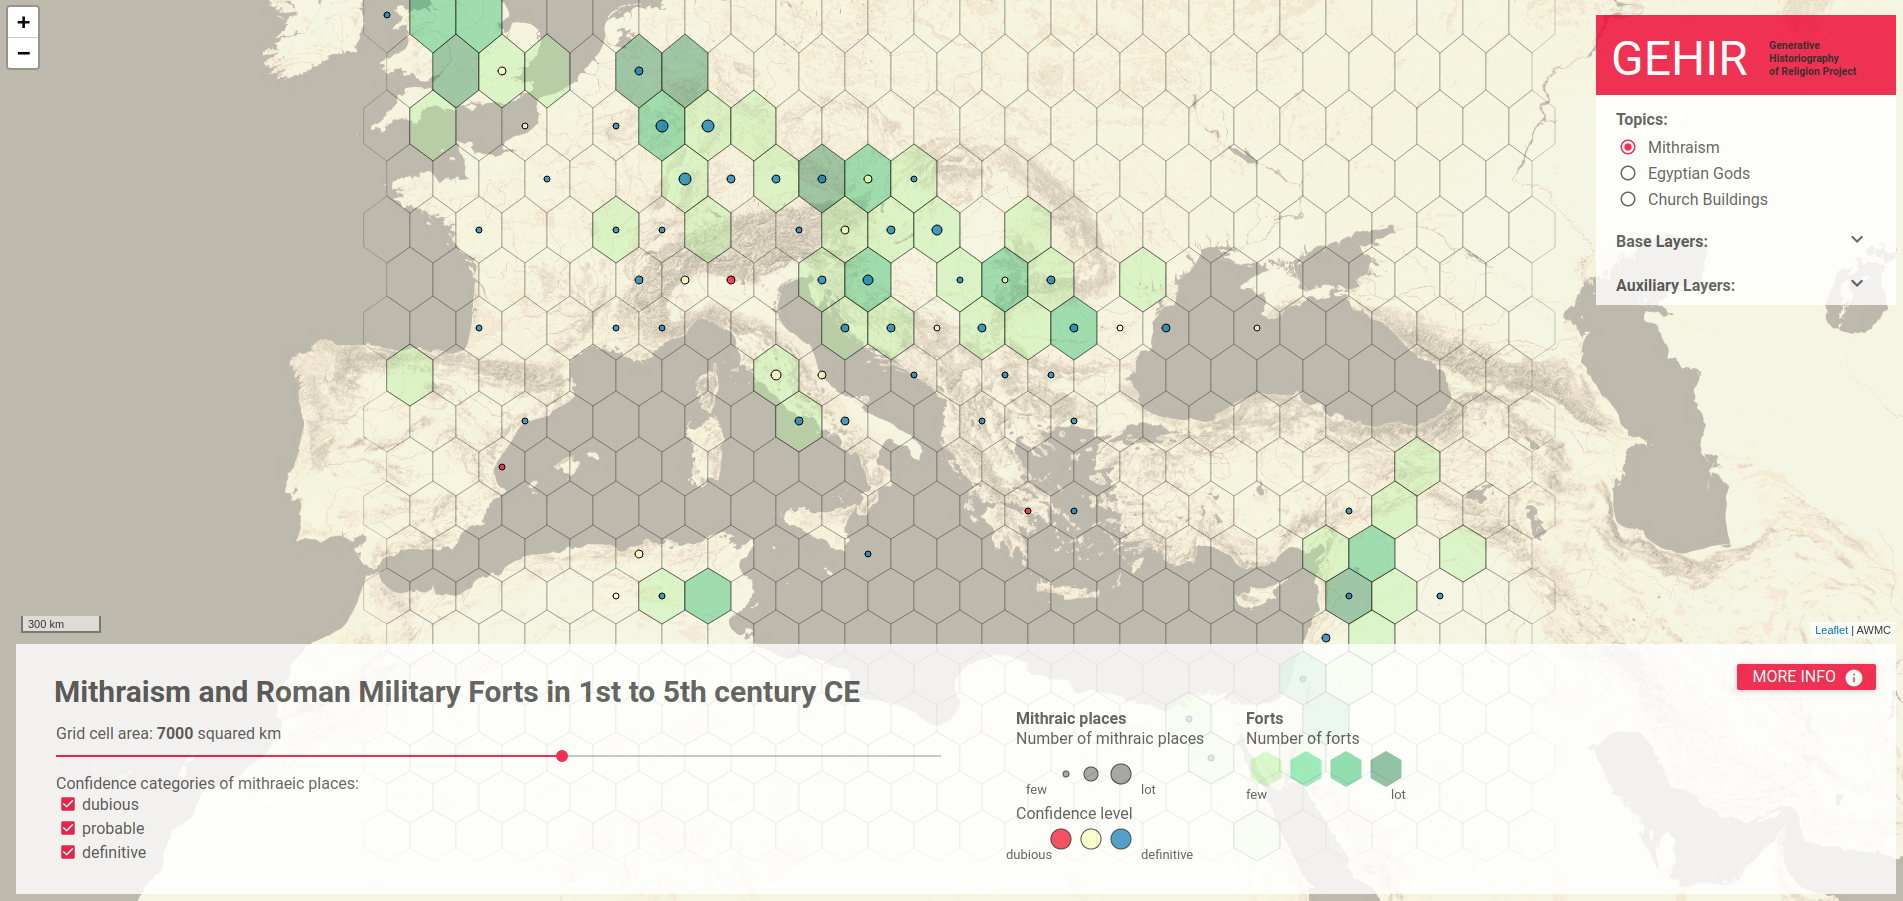 +
−
GEHIR
Generative
Historiography
of Religion Project
Topics:
Mithraism
Egyptian Gods
Church Buildings
Base Layers:
Auxiliary Layers:
300 km
Leaflet | AWMC
Mithraism and Roman Military Forts in 1st to 5th century CE
MORE INFO i
Grid cell area: 7000 squared km
Confidence categories of mithraeic places:
dubious
probable
definitive
Mithraic places
Number of mithraic places
few
lot
Confidence level
dubious
definitive
Forts
Number of forts
few
lot